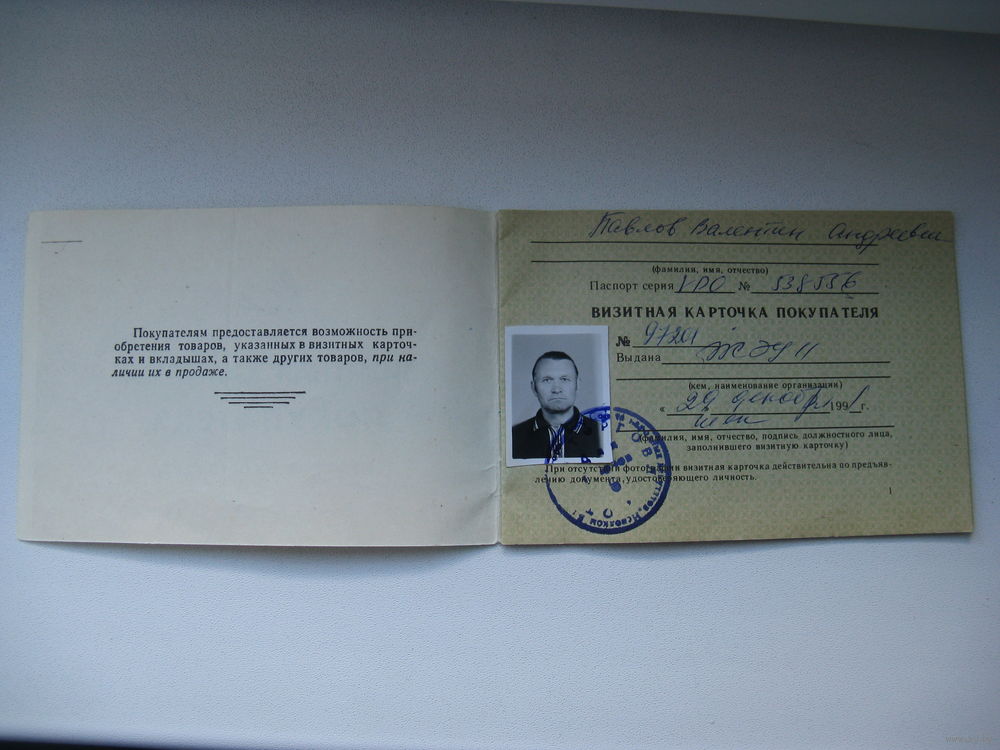 Покупателям предоставляется возможность при-
обретения товаров, указанных в визитных карточ-
ках и вкладышах, а также других товаров, при на-
личии их в продаже.
Павлов Валентин Андреевич
(фамилия, имя, отчество)
Паспорт серия № 538556
ВИЗИТНАЯ КАРТОЧКА ПОКУПАТЕЛЯ
№ 97201
Выдана ЖЭУ 11
(кем, наименование организации)
« 29 декабря 1991 г.
(фамилия, имя, отчество, подпись должностного лица,
заполнившего визитную карточку)
При отсутствии фотографии визитная карточка действительна по предъяв-
лению документа, удостоверяющего личность.
1